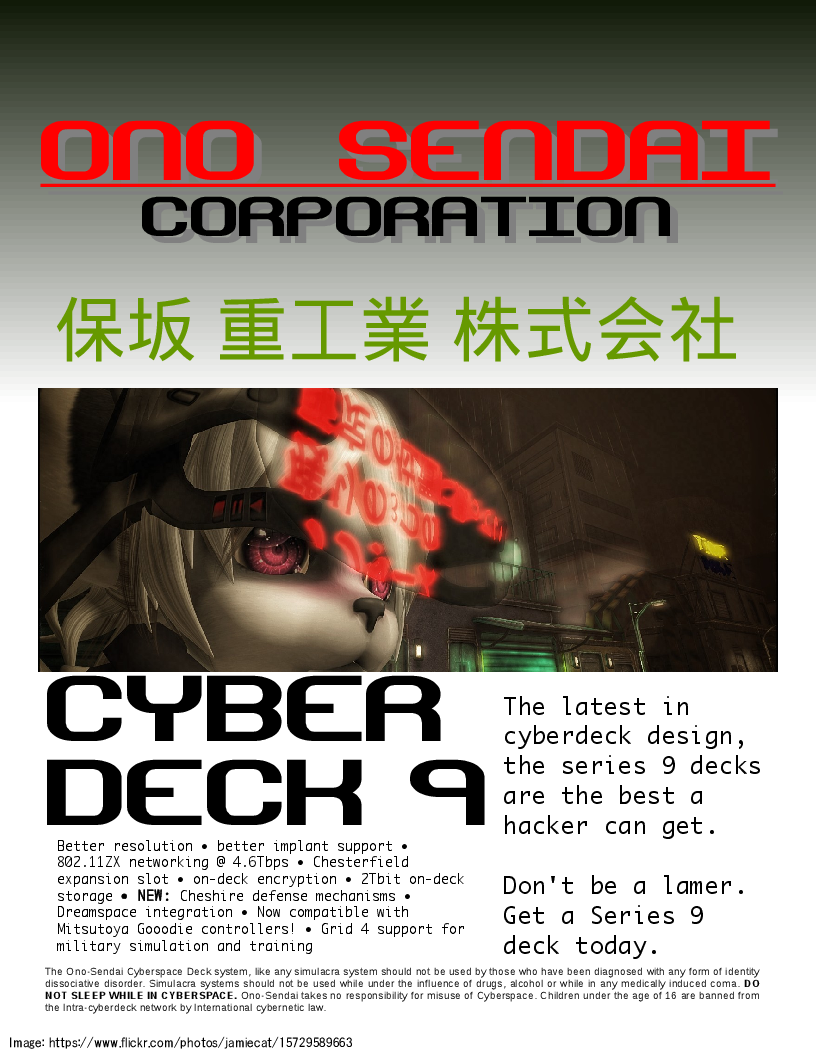 ONO SENDAI
CORPORATION
保坂 重工業 株式会社
CYBER
DECK 9
Better resolution • better implant support •
802.11ZX networking @ 4.6Tbps • Chesterfield
expansion slot • on-deck encryption • 2Tbit on-deck
storage • NEW: Cheshire defense mechanisms •
Dreamspace integration • Now compatible with
Mitsutoya Gooodie controllers! • Grid 4 support for
military simulation and training
The latest in
cyberdeck design,
the series 9 decks
are the best a
hacker can get.
Don't be a lamer.
Get a Series 9
deck today.
The Ono-Sendai Cyberspace Deck system, like any simulacra system should not be used by those who have been diagnosed with any form of identity
dissociative disorder. Simulacra systems should not be used while under the influence of drugs, alcohol or while in any medically induced coma. DO
NOT SLEEP WHILE IN CYBERSPACE. Ono-Sendai takes no responsibility for misuse of Cyberspace. Children under the age of 16 are banned from
the Intra-cyberdeck network by International cybernetic law.
Image: https://www.flickr.com/photos/jamiecat/15729589663